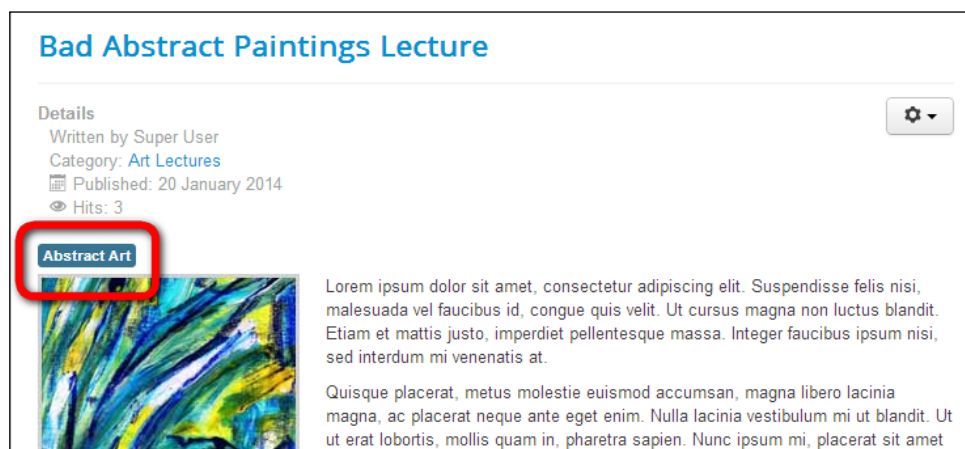 Bad Abstract Paintings Lecture
Details
Written by Super User
Category: Art Lectures
Published: 20 January 2014
Hits: 3
Abstract Art
Lorem ipsum dolor sit amet, consectetur adipiscing elit. Suspendisse felis nisi,
malesuada vel faucibus id, congue quis velit. Ut cursus magna non luctus blandit.
Etiam et mattis justo, imperdiet pellentesque massa. Integer faucibus ipsum nisi,
sed interdum mi venenatis at.
Quisque placerat, metus molestie euismod accumsan, magna libero lacinia
magna, ac placerat neque ante eget enim. Nulla lacinia vestibulum mi ut blandit. Ut
ut erat lobortis, mollis quam in, pharetra sapien. Nunc ipsum mi, placerat sit amet